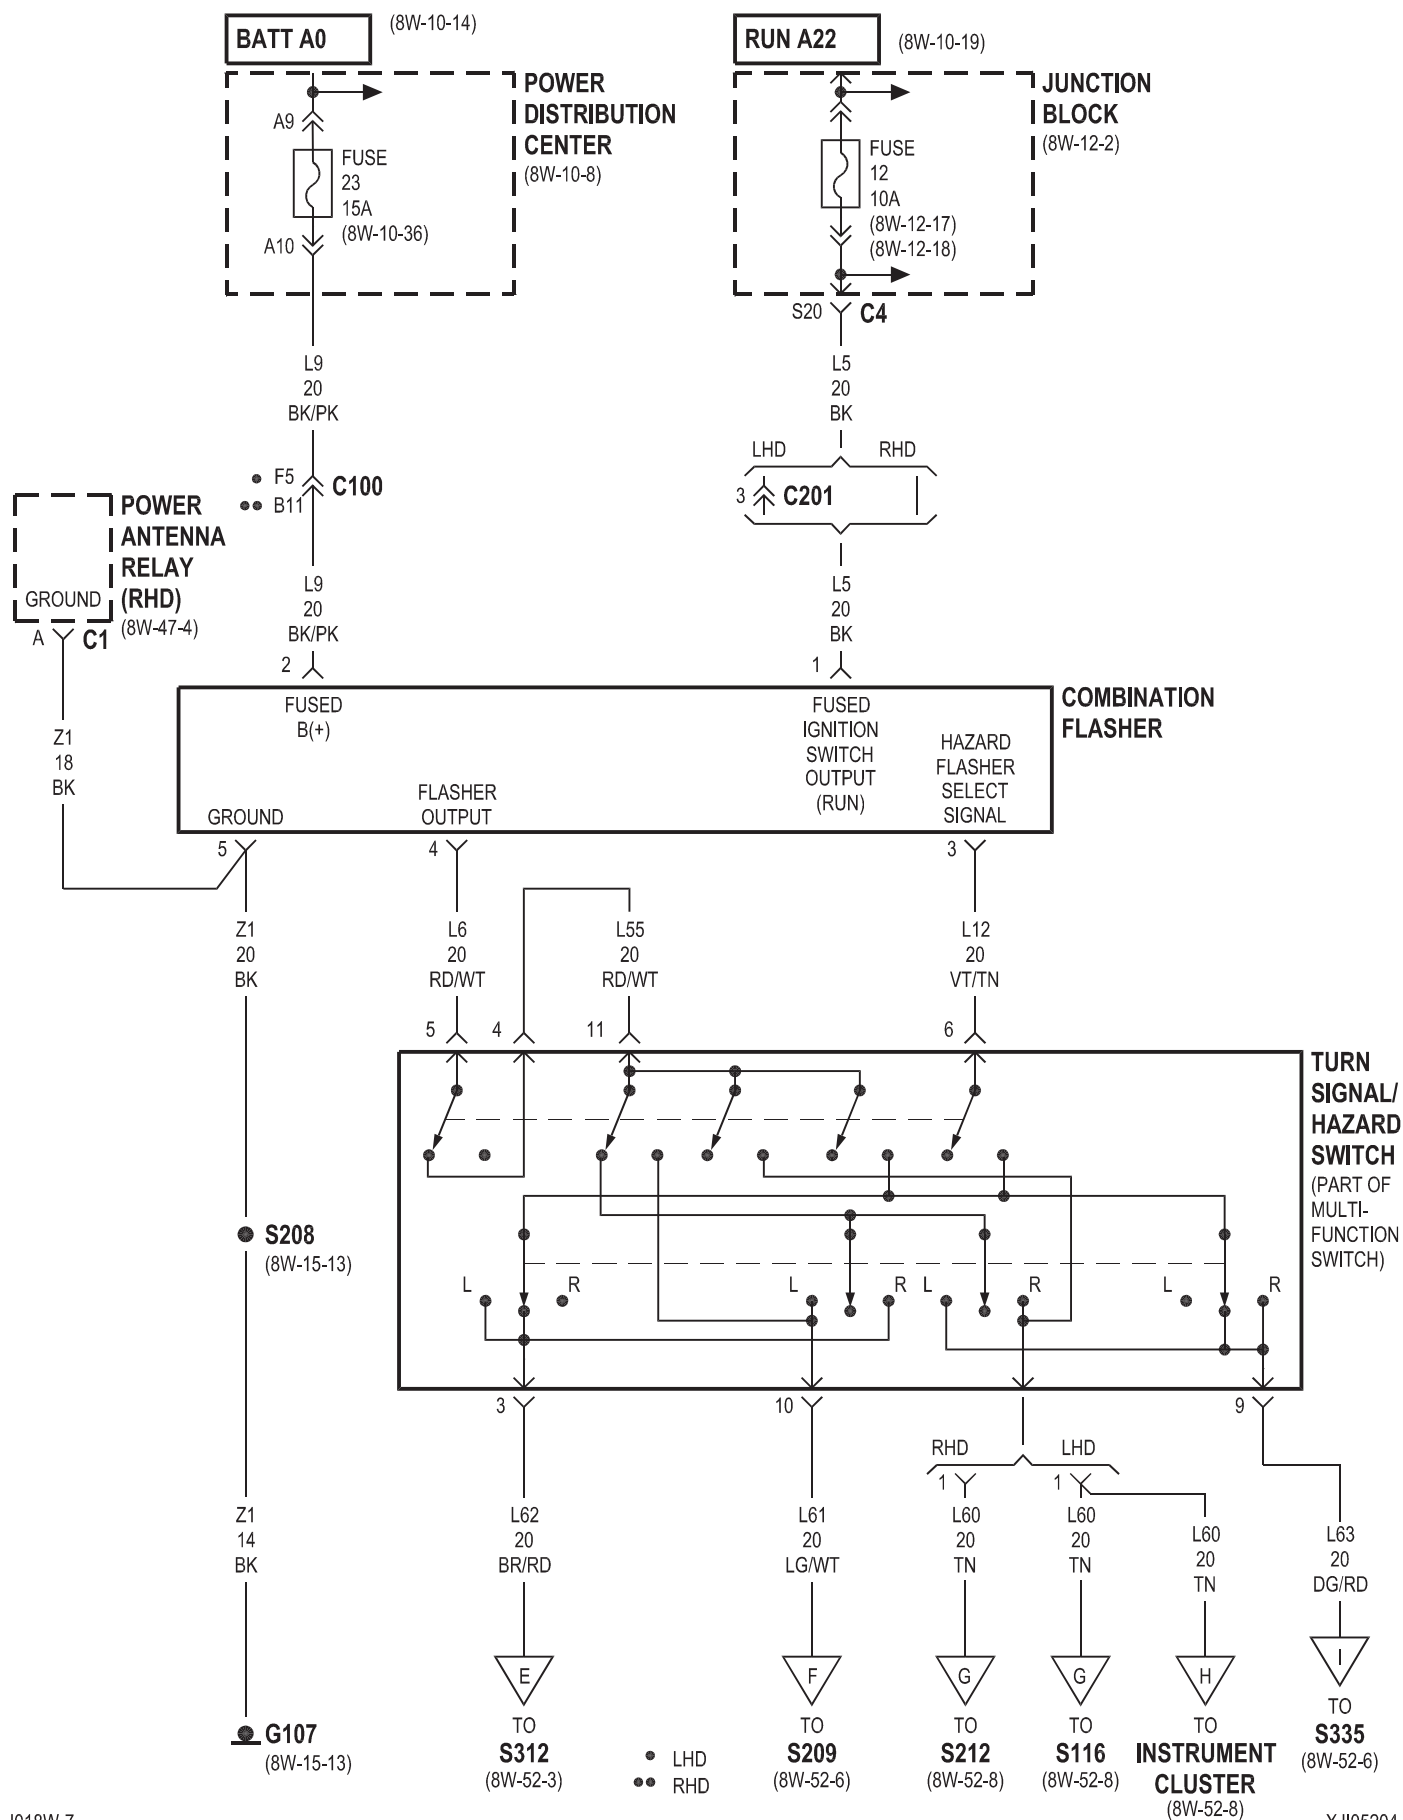 BATT A0
(8W-10-14)
RUN A22
(8W-10-19)
POWER
DISTRIBUTION
CENTER
(8W-10-8)
JUNCTION
BLOCK
(8W-12-2)
A9
FUSE
23
15A
(8W-10-36)
A10
FUSE
12
10A
(8W-12-17)
(8W-12-18)
S20
C4
L9
20
BK/PK
L5
20
BK
LHD
RHD
F5
B11
C100
3
C201
POWER
ANTENNA
RELAY
(RHD)
(8W-47-4)
GROUND
A
C1
L9
20
BK/PK
L5
20
BK
2
1
FUSED
B(+)
FUSED
IGNITION
SWITCH
OUTPUT
(RUN)
HAZARD
FLASHER
SELECT
SIGNAL
FLASHER
OUTPUT
GROUND
COMBINATION
FLASHER
Z1
18
BK
5
4
3
Z1
20
BK
L6
20
RD/WT
L55
20
RD/WT
L12
20
VT/TN
5
4
11
6
TURN
SIGNAL/
HAZARD
SWITCH
(PART OF
MULTI-
FUNCTION
SWITCH)
S208
(8W-15-13)
L
R
L
R
L
R
L
R
3
10
9
RHD
LHD
1
1
Z1
14
BK
L62
20
BR/RD
L61
20
LG/WT
L60
20
TN
L60
20
TN
L60
20
TN
L63
20
DG/RD
E
F
G
G
H
I
G107
(8W-15-13)
TO
S312
(8W-52-3)
LHD
RHD
TO
S209
(8W-52-6)
TO
S212
(8W-52-8)
TO
S116
(8W-52-8)
TO
INSTRUMENT
CLUSTER
(8W-52-8)
TO
S335
(8W-52-6)